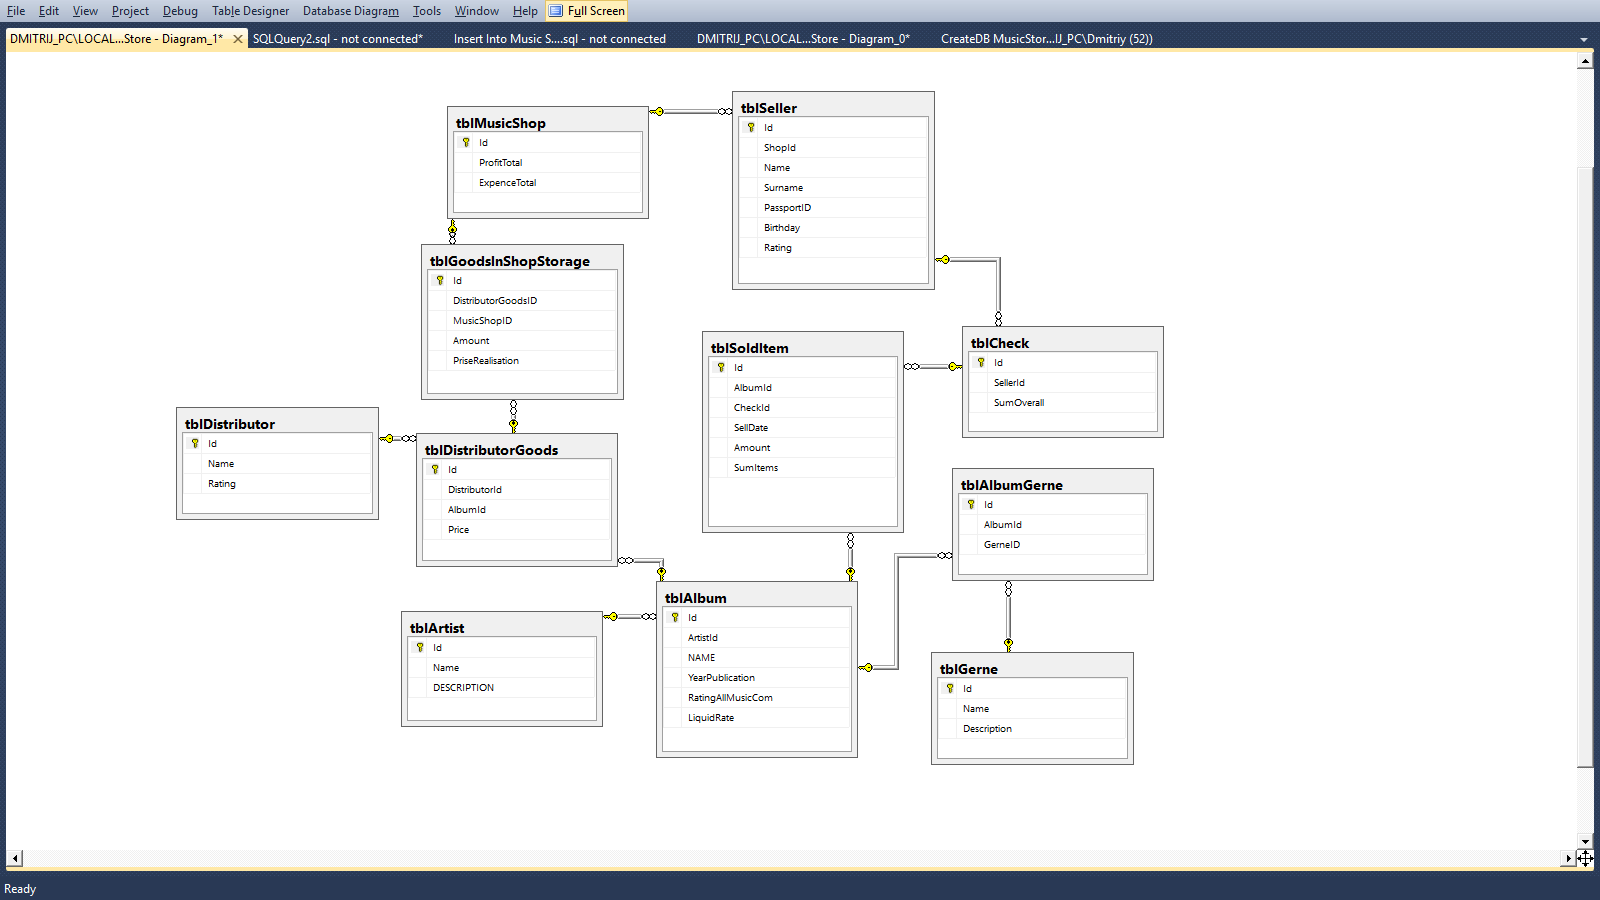 File Edit View Project Debug Table Designer Database Diagram Tools Window Help Full Screen
DMITRIJ_PC\LOCAL...Store - Diagram_1* SQLQuery2.sql - not connected* Insert Into Music S....sql - not connected DMITRIJ_PC\LOCAL...Store - Diagram_0* CreateDB MusicStor...IJ_PC\Dmitriy (52))
tblMusicShop
Id
ProfitTotal
ExpenceTotal
tblSeller
Id
ShopId
Name
Surname
PassportID
Birthday
Rating
tblGoodsInShopStorage
Id
DistributorGoodsID
MusicShopID
Amount
PriseRealisation
tblSoldItem
Id
AlbumId
CheckId
SellDate
Amount
SumItems
tblCheck
Id
SellerId
SumOverall
tblDistributor
Id
Name
Rating
tblDistributorGoods
Id
DistributorId
AlbumId
Price
tblAlbumGerne
Id
AlbumId
GerneID
tblArtist
Id
Name
DESCRIPTION
tblAlbum
Id
ArtistId
NAME
YearPublication
RatingAllMusicCom
LiquidRate
tblGerne
Id
Name
Description
Ready